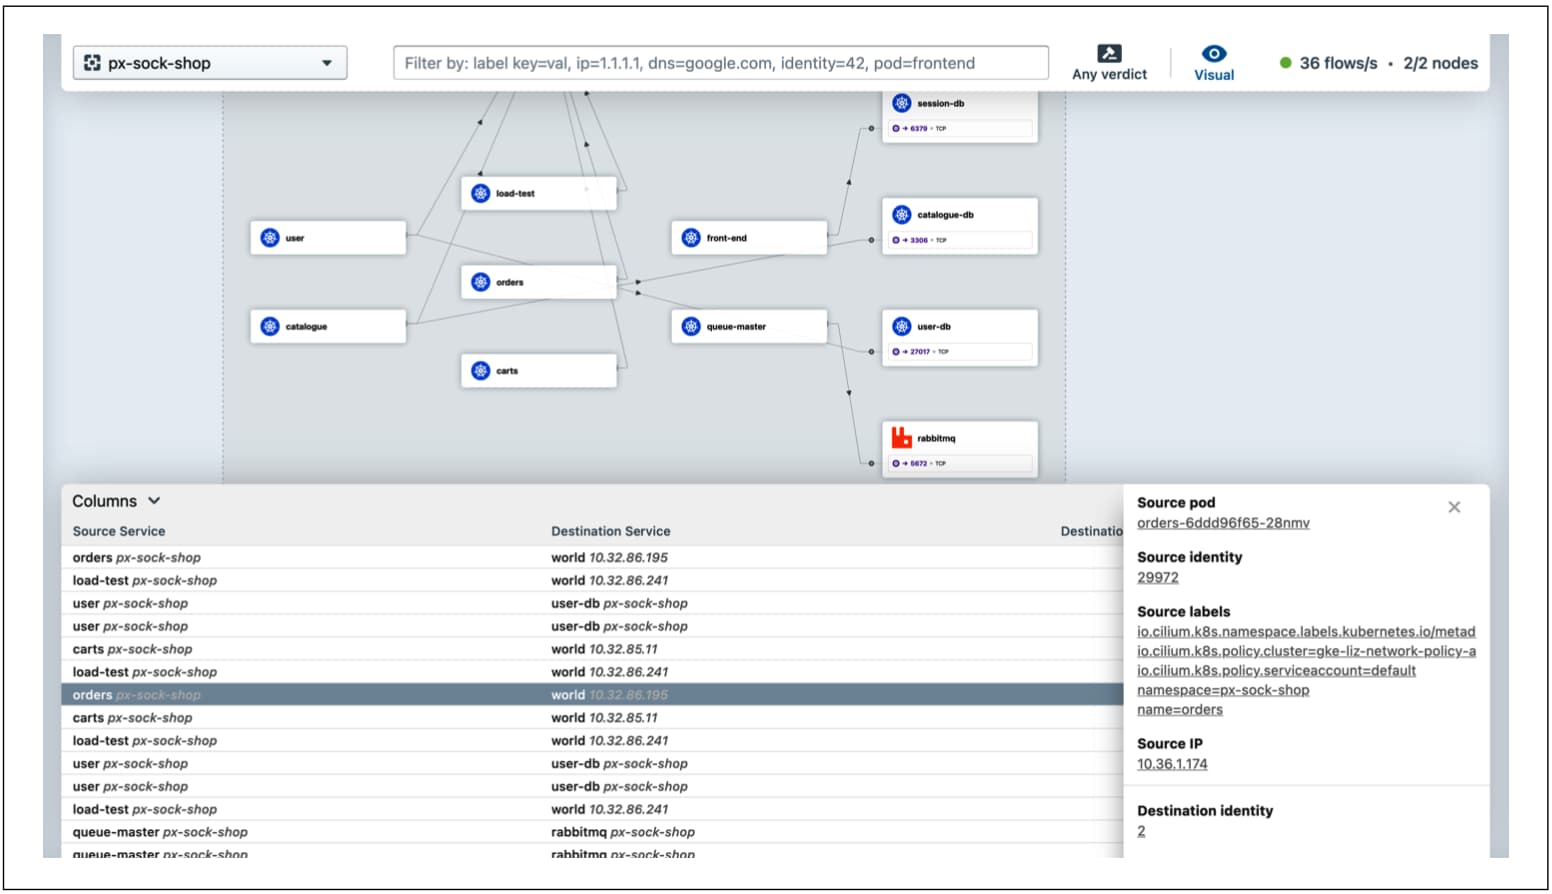 px-sock-shop
Filter by: label key=val, ip=1.1.1.1, dns=google.com, identity=42, pod=frontend
Any verdict
Visual
36 flows/s • 2/2 nodes
session-db
→ 6379 • TCP
load-test
catalogue-db
→ 3306 • TCP
user
front-end
orders
catalogue
queue-master
user-db
→ 27017 • TCP
carts
rabbitmq
→ 5672 • TCP
Columns
Source Service Destination Service Destinatio
orders px-sock-shop world 10.32.86.195
load-test px-sock-shop world 10.32.86.241
user px-sock-shop user-db px-sock-shop
user px-sock-shop user-db px-sock-shop
carts px-sock-shop world 10.32.85.11
load-test px-sock-shop world 10.32.86.241
orders px-sock-shop world 10.32.86.195
carts px-sock-shop world 10.32.85.11
load-test px-sock-shop world 10.32.86.241
user px-sock-shop user-db px-sock-shop
user px-sock-shop user-db px-sock-shop
load-test px-sock-shop world 10.32.86.241
queue-master px-sock-shop rabbitmq px-sock-shop
queue-master px-sock-shop rabbitmq px-sock-shop
Source pod
orders-6ddd96f65-28nmv
Source identity
29972
Source labels
io.cilium.k8s.namespace.labels.kubernetes.io/metad
io.cilium.k8s.policy.cluster=gke-liz-network-policy-a
io.cilium.k8s.policy.serviceaccount=default
namespace=px-sock-shop
name=orders
Source IP
10.36.1.174
Destination identity
2